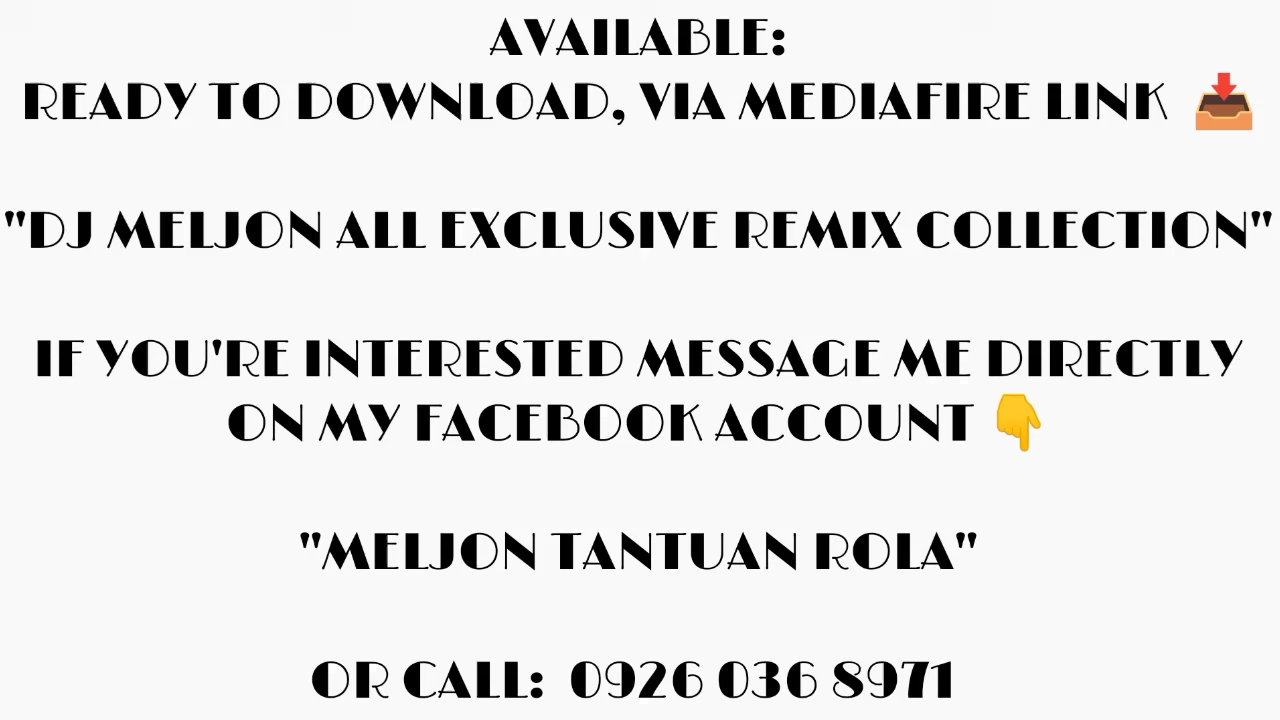 AVAILABLE:
READY TO DOWNLOAD, VIA MEDIAFIRE LINK 📥
"DJ MELJON ALL EXCLUSIVE REMIX COLLECTION"
IF YOU'RE INTERESTED MESSAGE ME DIRECTLY
ON MY FACEBOOK ACCOUNT 👇
"MELJON TANTUAN ROLA"
OR CALL: 0926 036 8971